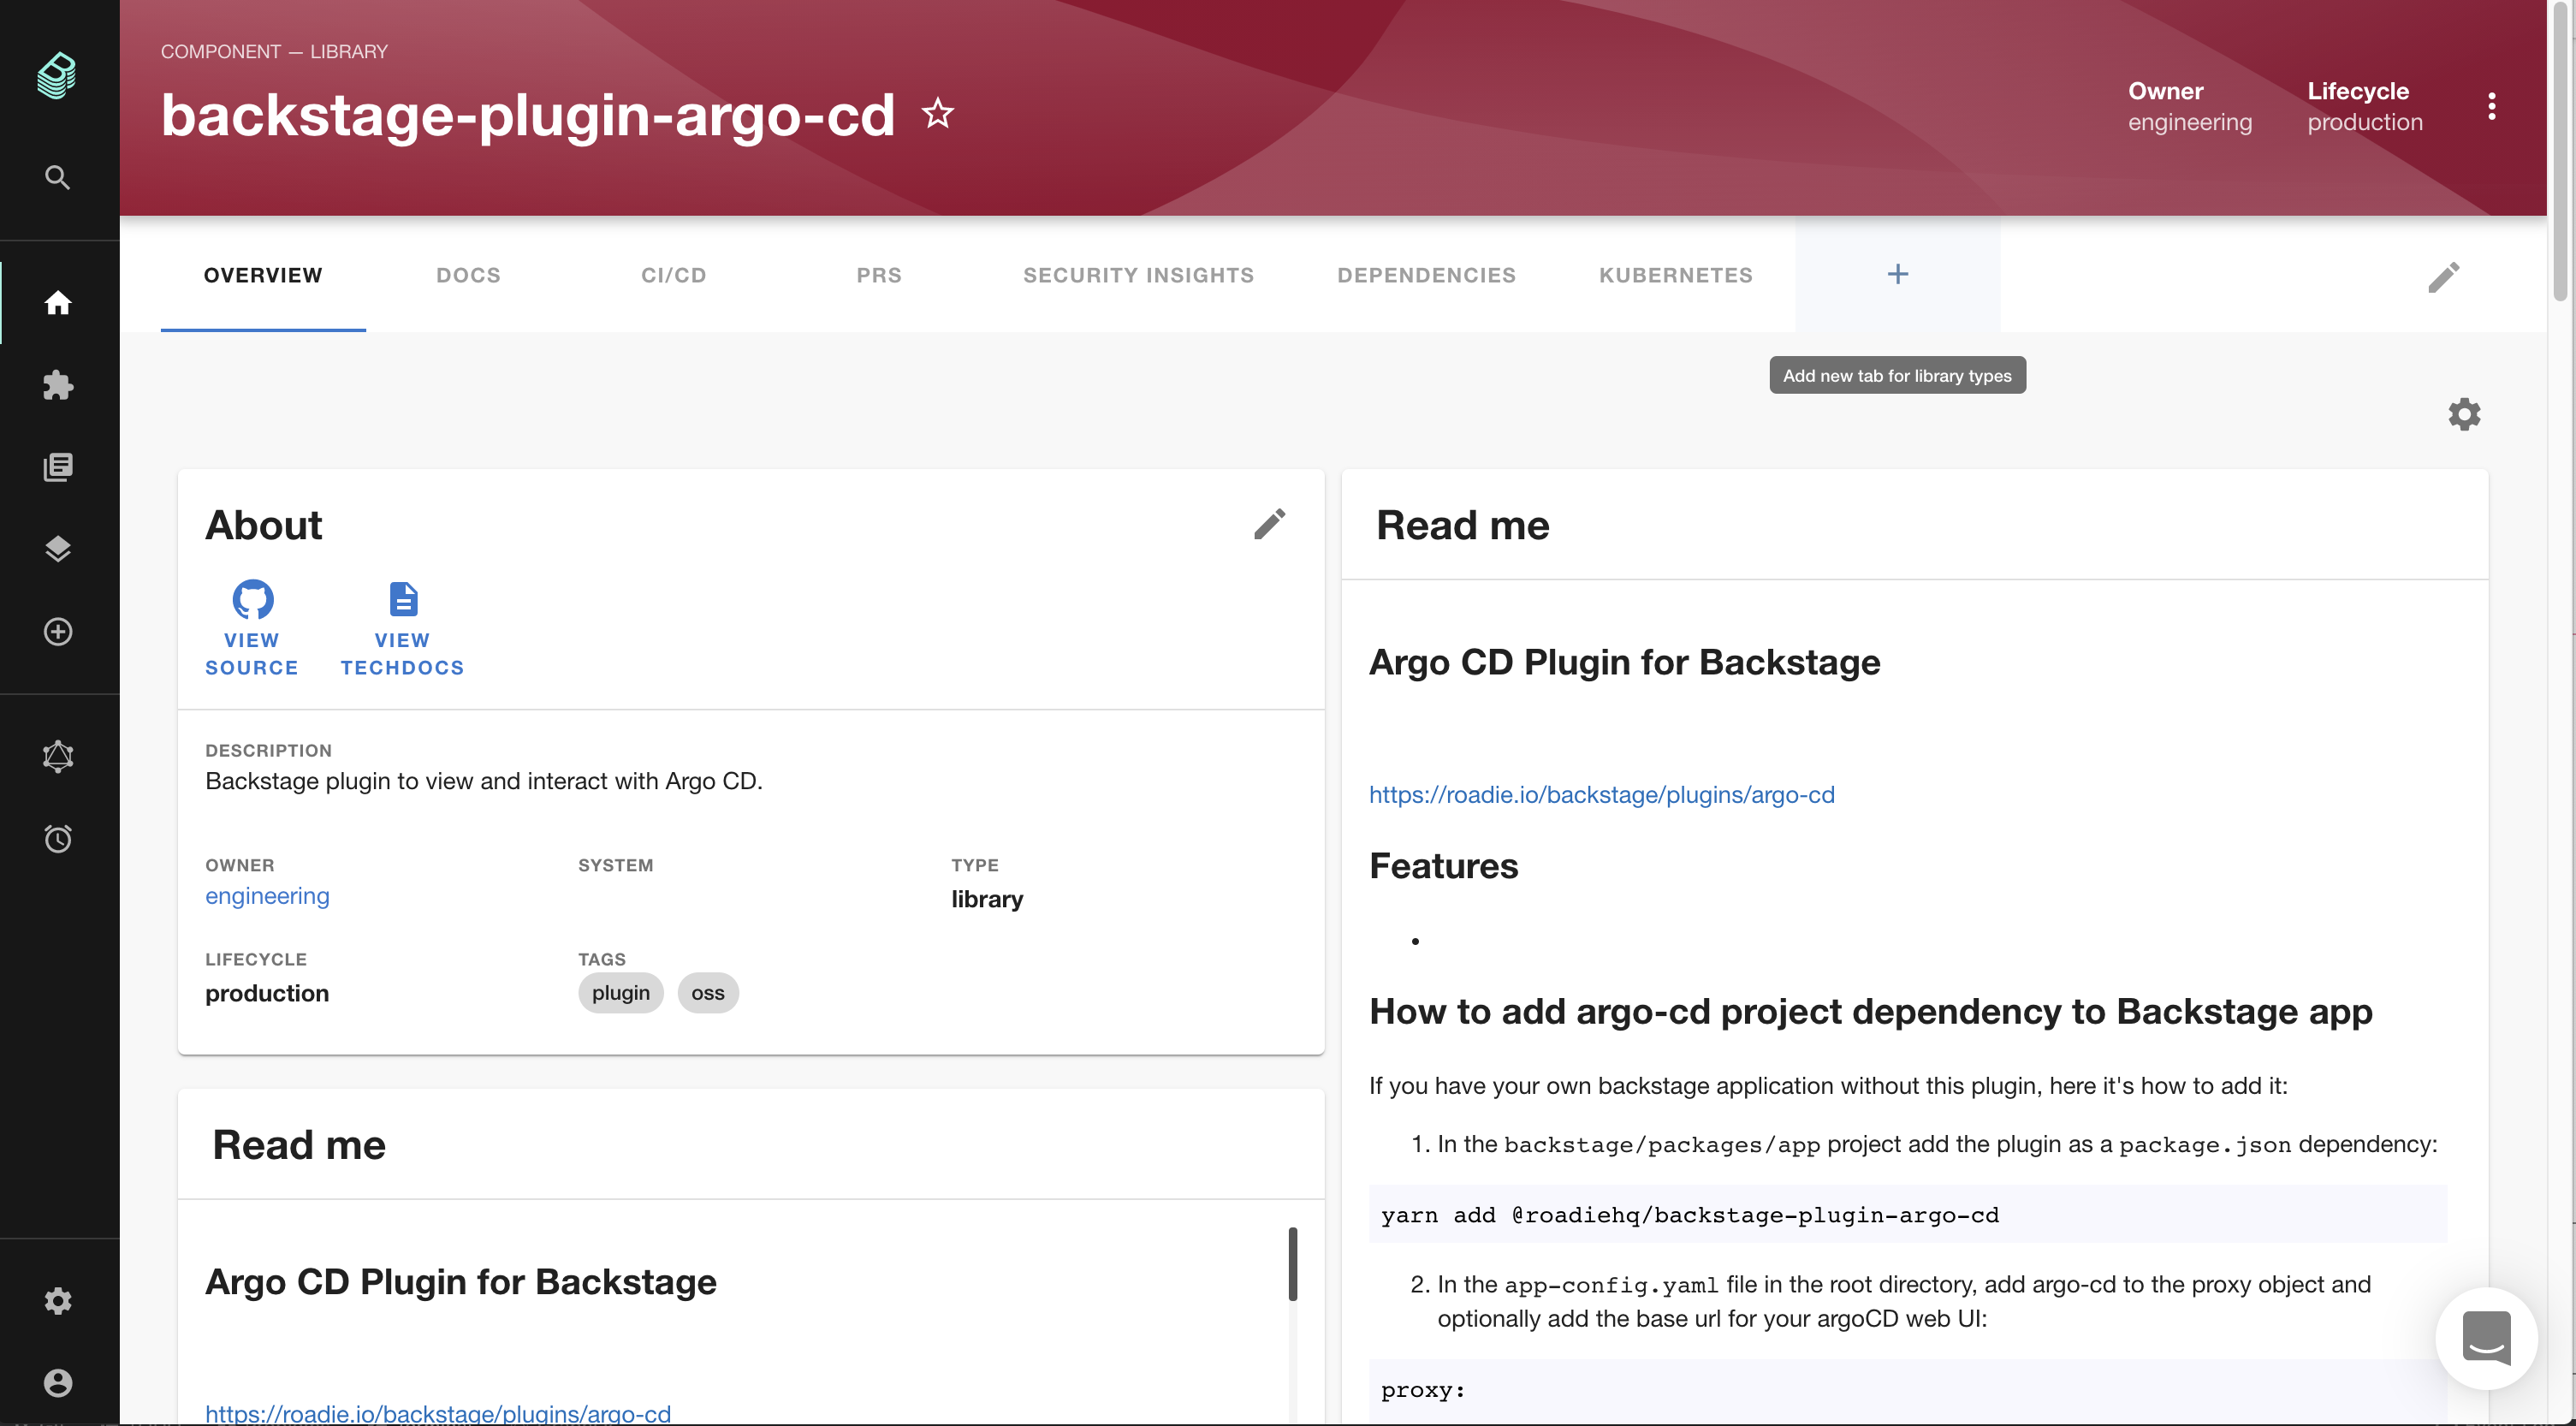 COMPONENT — LIBRARY
backstage-plugin-argo-cd
Owner
engineering
Lifecycle
production
OVERVIEW
DOCS
CI/CD
PRS
SECURITY INSIGHTS
DEPENDENCIES
KUBERNETES
+
Add new tab for library types
About
VIEW
SOURCE
VIEW
TECHDOCS
DESCRIPTION
Backstage plugin to view and interact with Argo CD.
OWNER
engineering
SYSTEM
TYPE
library
LIFECYCLE
production
TAGS
plugin
oss
Read me
Argo CD Plugin for Backstage
https://roadie.io/backstage/plugins/argo-cd
Read me
Argo CD Plugin for Backstage
https://roadie.io/backstage/plugins/argo-cd
Features
•
How to add argo-cd project dependency to Backstage app
If you have your own backstage application without this plugin, here it's how to add it:
1. In the backstage/packages/app project add the plugin as a package.json dependency:
yarn add @roadiehq/backstage-plugin-argo-cd
2. In the app-config.yaml file in the root directory, add argo-cd to the proxy object and
optionally add the base url for your argoCD web UI:
proxy: